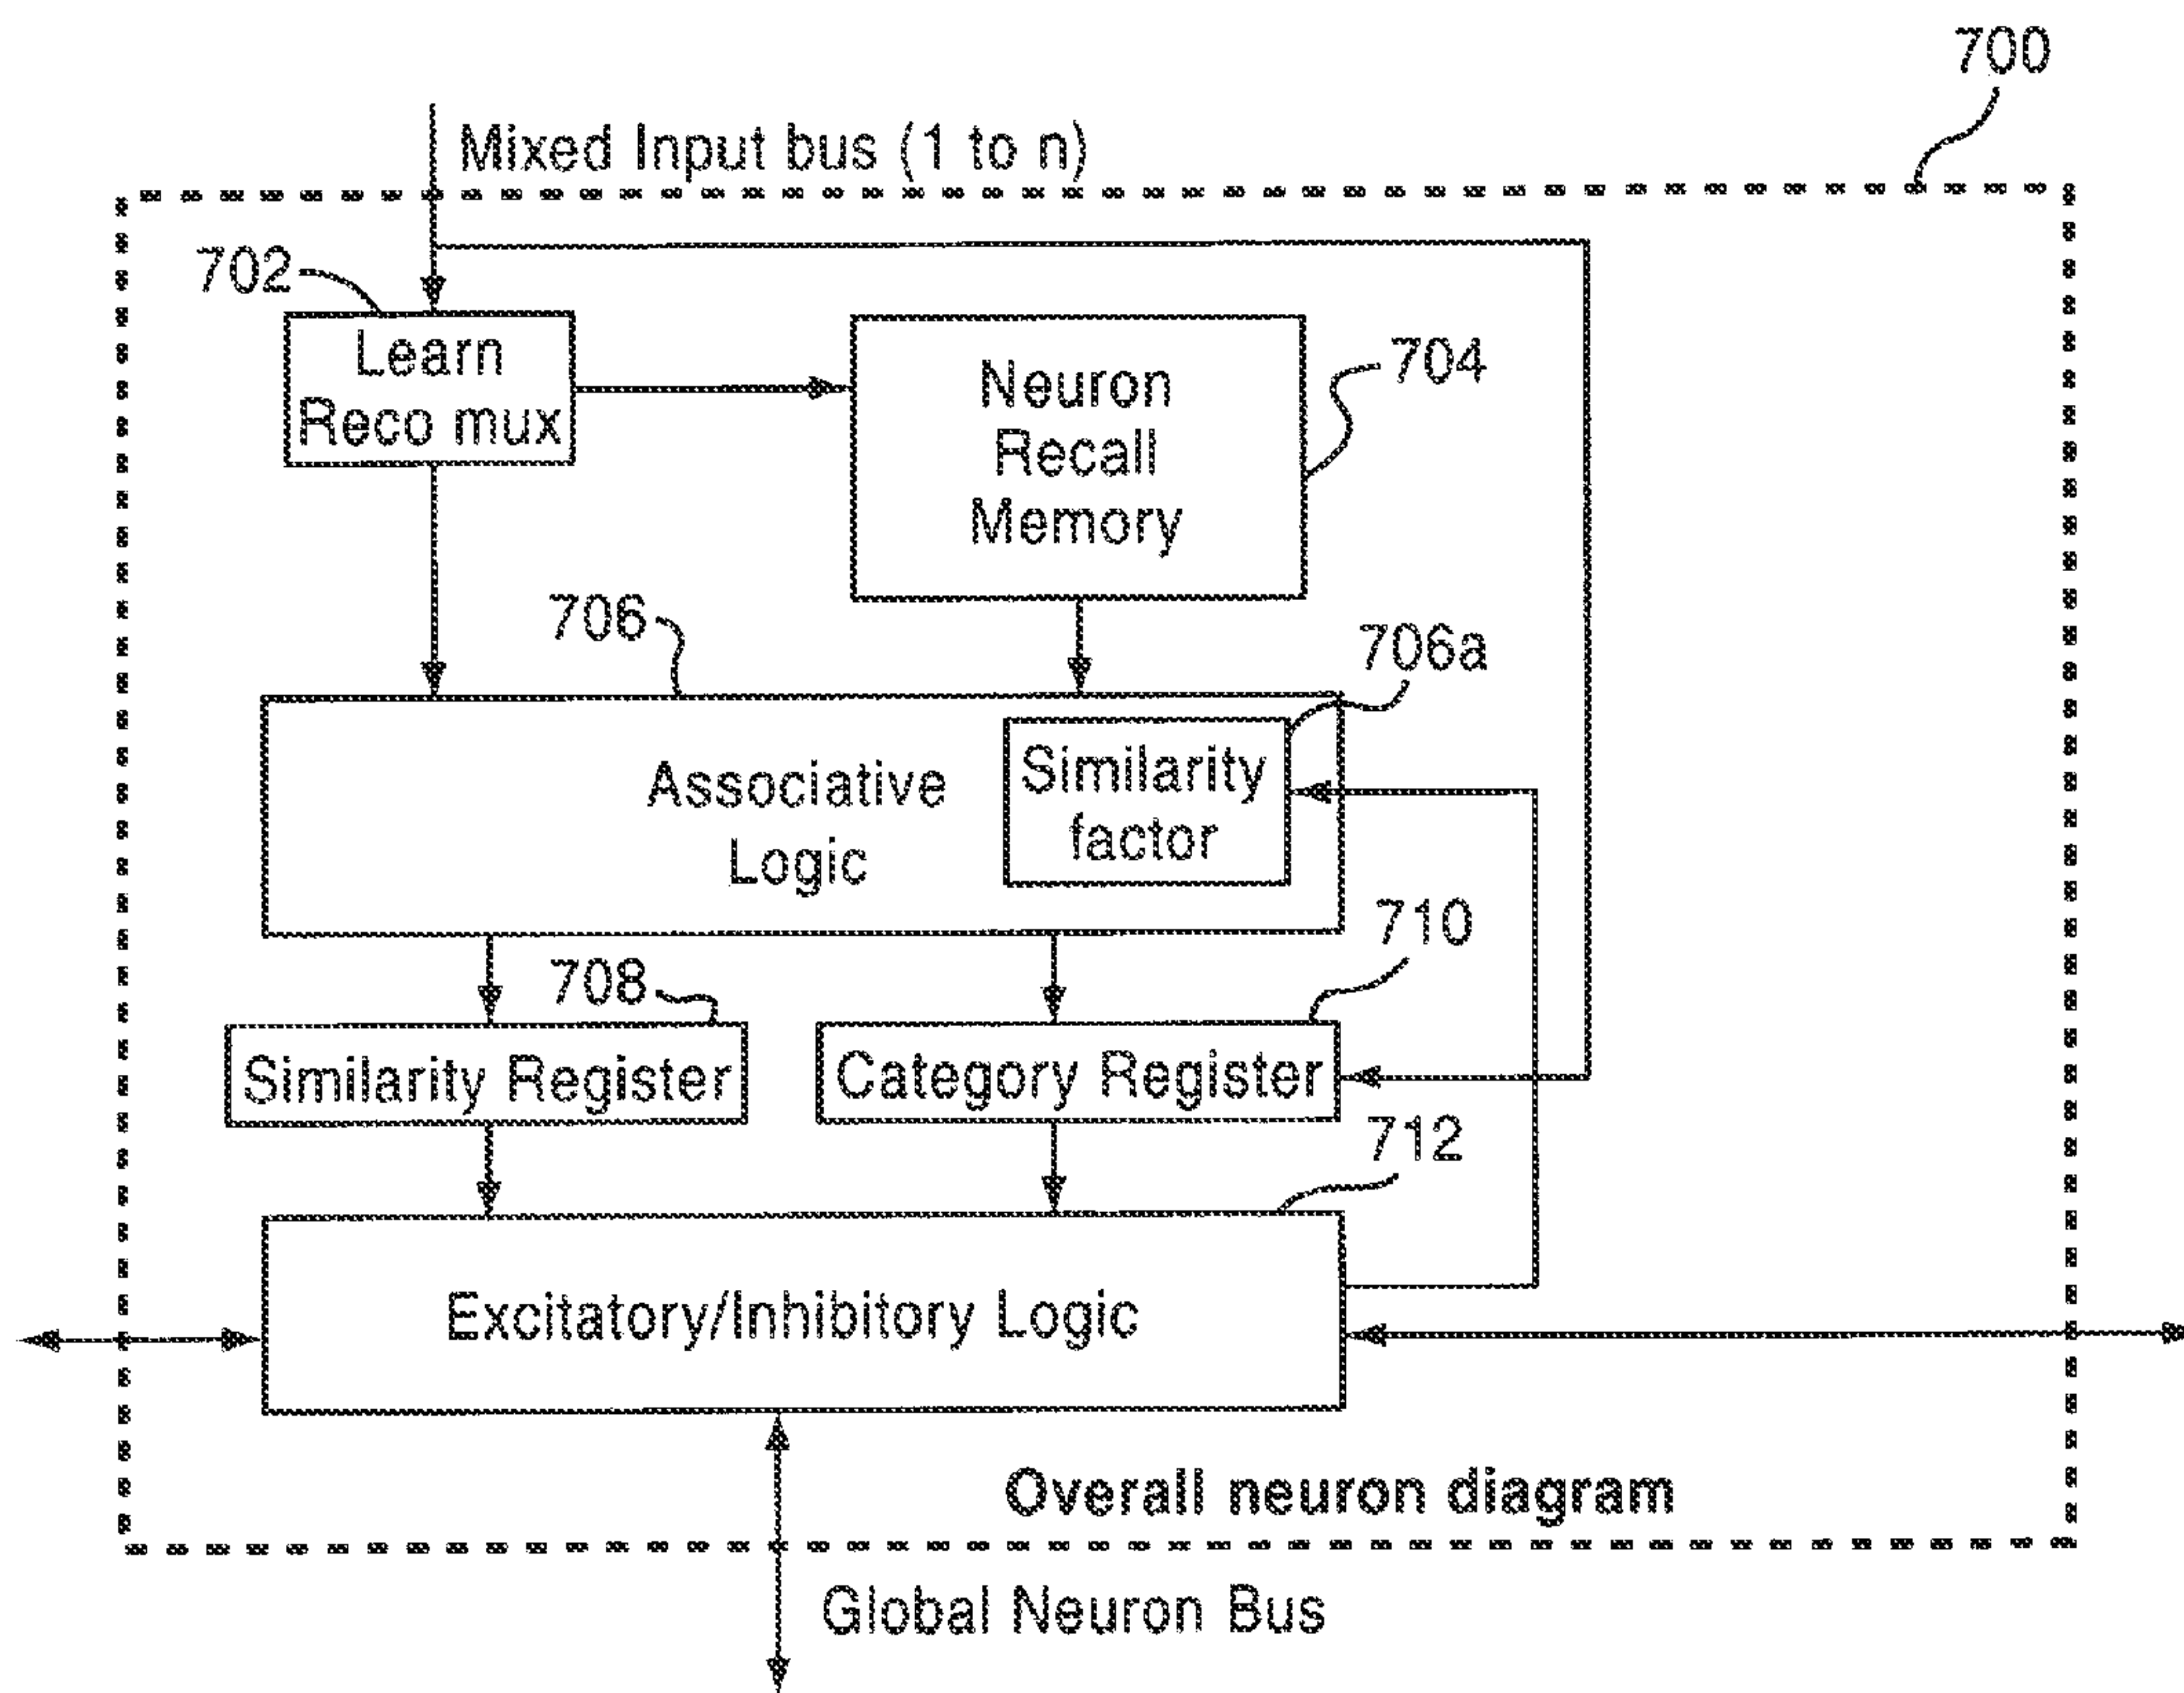 700
Mixed Input bus (1 to n)
702
Learn
Reco mux
Neuron
Recall
Memory
704
706
706a
Associative
Logic
Similarity
factor
710
708
Similarity Register
Category Register
712
Excitatory/Inhibitory Logic
Overall neuron diagram
Global Neuron Bus